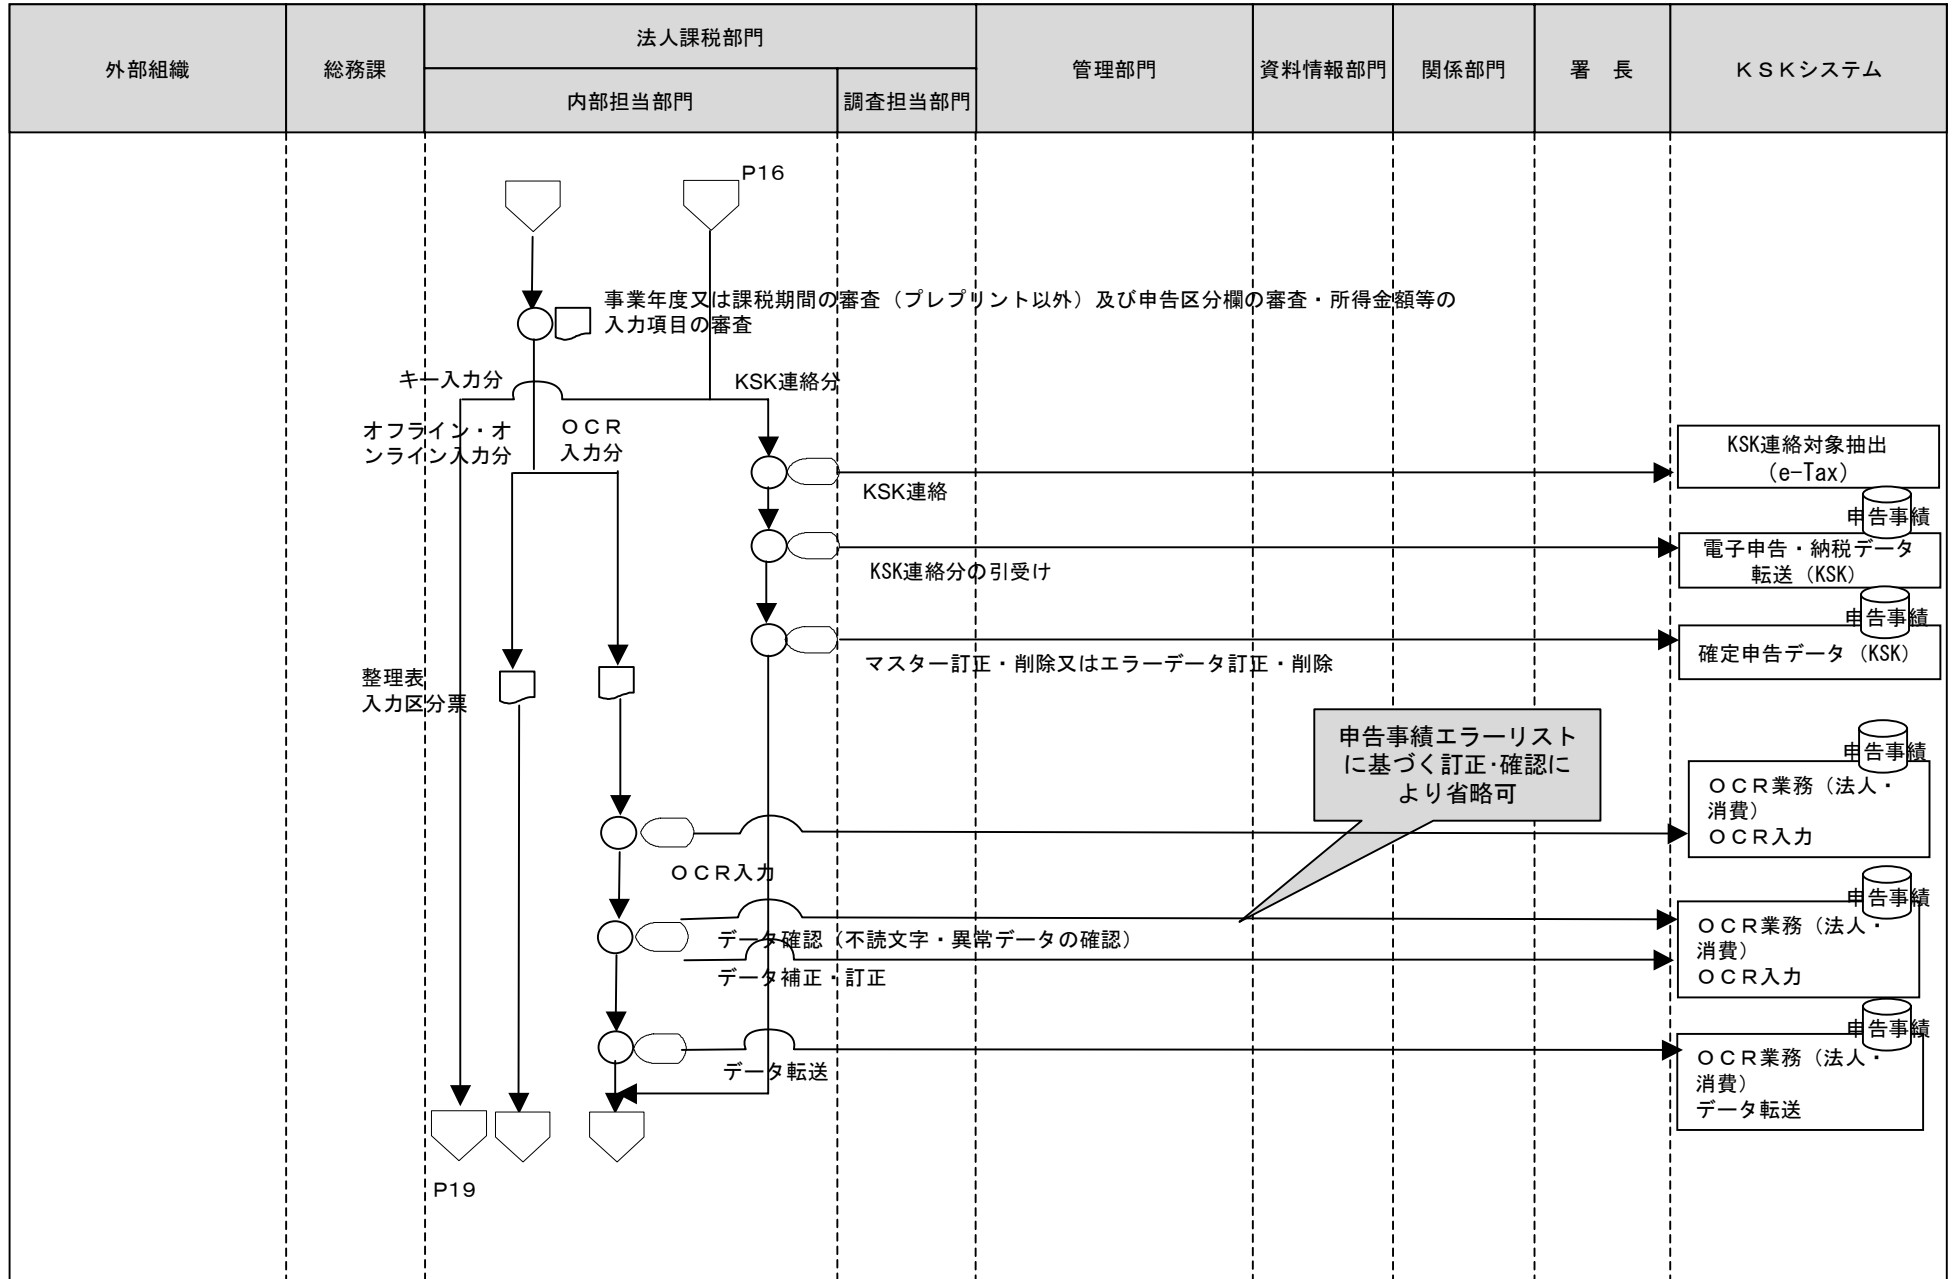 外部組織
総務課
法人課税部門
内部担当部門
調査担当部門
管理部門
資料情報部門
関係部門
署　長
ＫＳＫシステム
P16
事業年度又は課税期間の審査（プレプリント以外）及び申告区分欄の審査・所得金額等の
入力項目の審査
キー入力分
KSK連絡分
オフライン・オ
ンライン入力分
ＯＣＲ
入力分
KSK連絡対象抽出
（e-Tax）
KSK連絡
申告事績
電子申告・納税データ
転送（KSK）
KSK連絡分の引受け
申告事績
確定申告データ（KSK）
マスター訂正・削除又はエラーデータ訂正・削除
整理表
入力区分票
申告事績エラーリスト
に基づく訂正･確認に
より省略可
申告事績
ＯＣＲ業務（法人・
消費）
ＯＣＲ入力
ＯＣＲ入力
申告事績
ＯＣＲ業務（法人・
消費）
ＯＣＲ入力
データ確認（不読文字・異常データの確認）
データ補正・訂正
申告事績
ＯＣＲ業務（法人・
消費）
データ転送
データ転送
P19